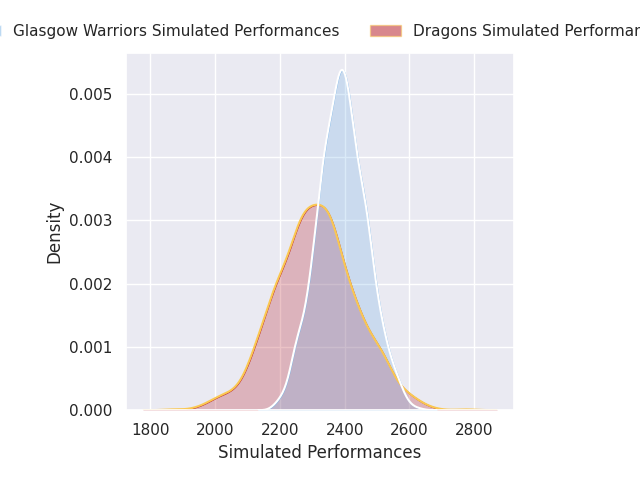 Glasgow Warriors Simulated Performances
Dragons Simulated Performan
0.005
0.004
0.003
0.002
0.001
0.000
Density
1800 2000 2200 2400 2600 2800
Simulated Performances